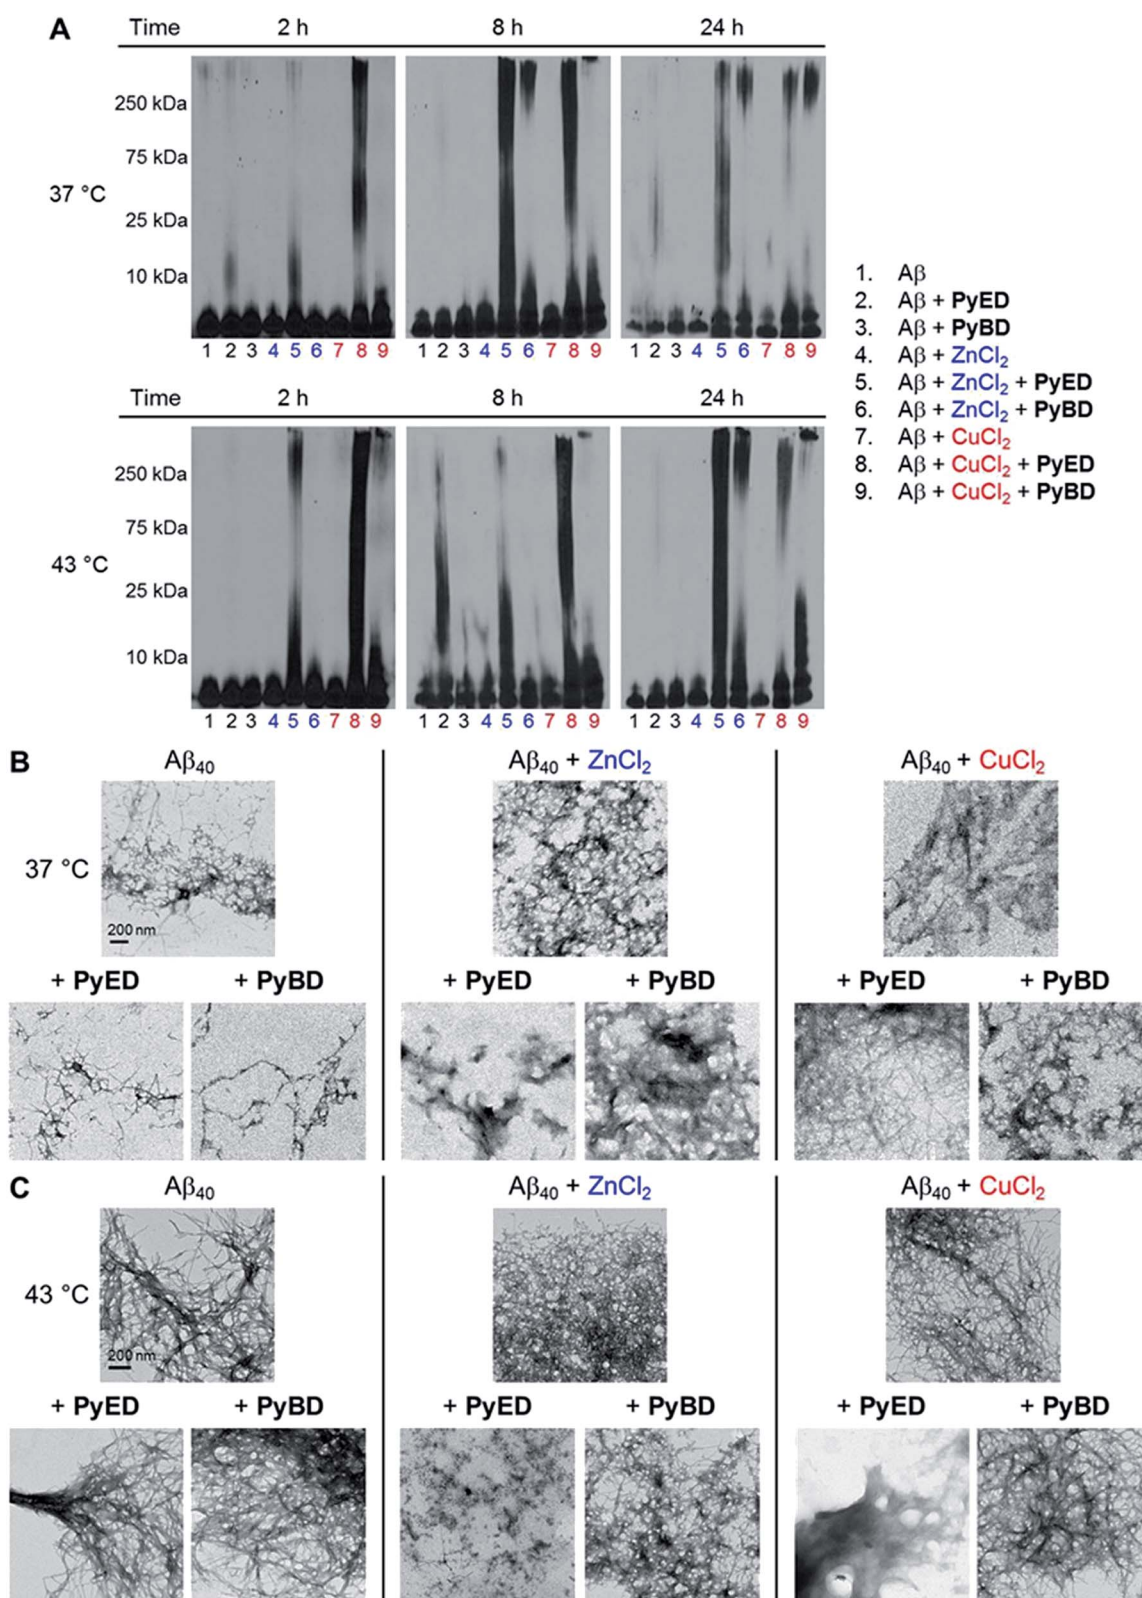 A
Time 2 h 8 h 24 h
250 kDa
75 kDa
37 °C
25 kDa
10 kDa
1 2 3 4 5 6 7 8 9 1 2 3 4 5 6 7 8 9 1 2 3 4 5 6 7 8 9
1. Aβ
2. Aβ + PyED
3. Aβ + PyBD
4. Aβ + ZnCl₂
5. Aβ + ZnCl₂ + PyED
6. Aβ + ZnCl₂ + PyBD
7. Aβ + CuCl₂
8. Aβ + CuCl₂ + PyED
9. Aβ + CuCl₂ + PyBD
Time 2 h 8 h 24 h
250 kDa
75 kDa
43 °C
25 kDa
10 kDa
1 2 3 4 5 6 7 8 9 1 2 3 4 5 6 7 8 9 1 2 3 4 5 6 7 8 9
B
Aβ₄₀ Aβ₄₀ + ZnCl₂ Aβ₄₀ + CuCl₂
37 °C
200 nm
+ PyED + PyBD + PyED + PyBD + PyED + PyBD
C
Aβ₄₀ Aβ₄₀ + ZnCl₂ Aβ₄₀ + CuCl₂
43 °C
200 nm
+ PyED + PyBD + PyED + PyBD + PyED + PyBD